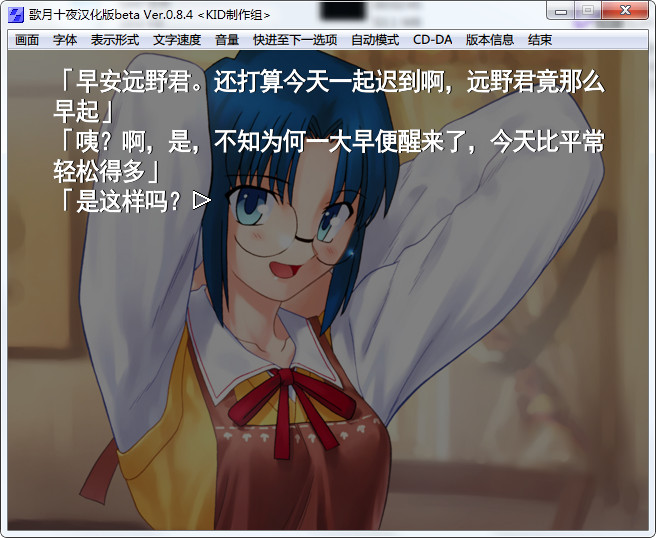 歌月十夜汉化版beta Ver.0.8.4 <KID制作组>
画面 字体 表示形式 文字速度 音量 快进至下一选项 自动模式 CD-DA 版本信息 结束
「早安远野君。还打算今天一起迟到啊，远野君竟那么
早起」
「咦？啊，是，不知为何一大早便醒来了，今天比平常
轻松得多」
「是这样吗？